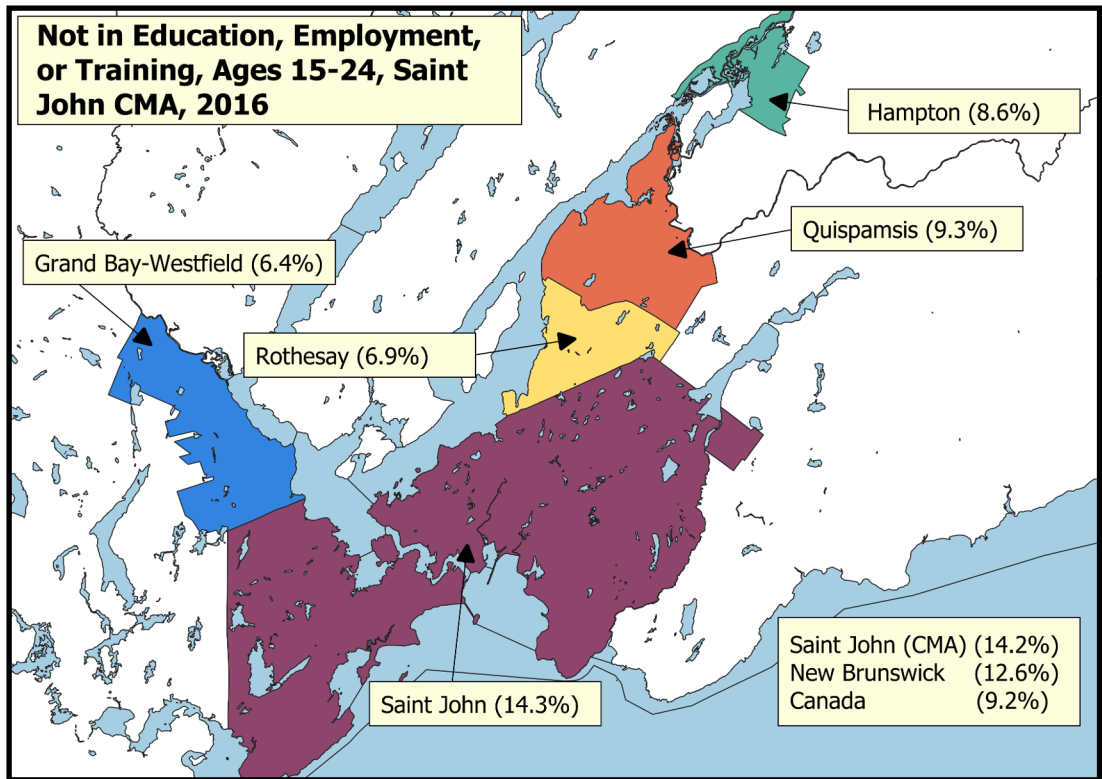 Not in Education, Employment,
or Training, Ages 15-24, Saint
John CMA, 2016
Hampton (8.6%)
Quispamsis (9.3%)
Grand Bay-Westfield (6.4%)
Rothesay (6.9%)
Saint John (14.3%)
Saint John (CMA) (14.2%)
New Brunswick (12.6%)
Canada (9.2%)